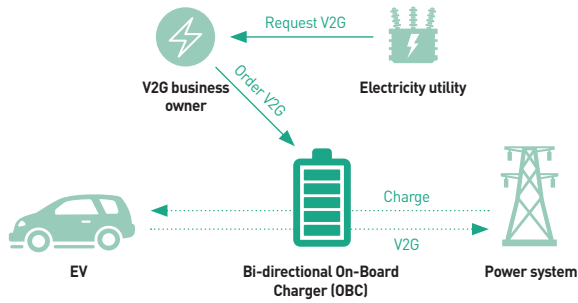 Request V2G
V2G business
owner
Electricity utility
Order V2G
Charge
V2G
EV
Bi-directional On-Board
Charger (OBC)
Power system